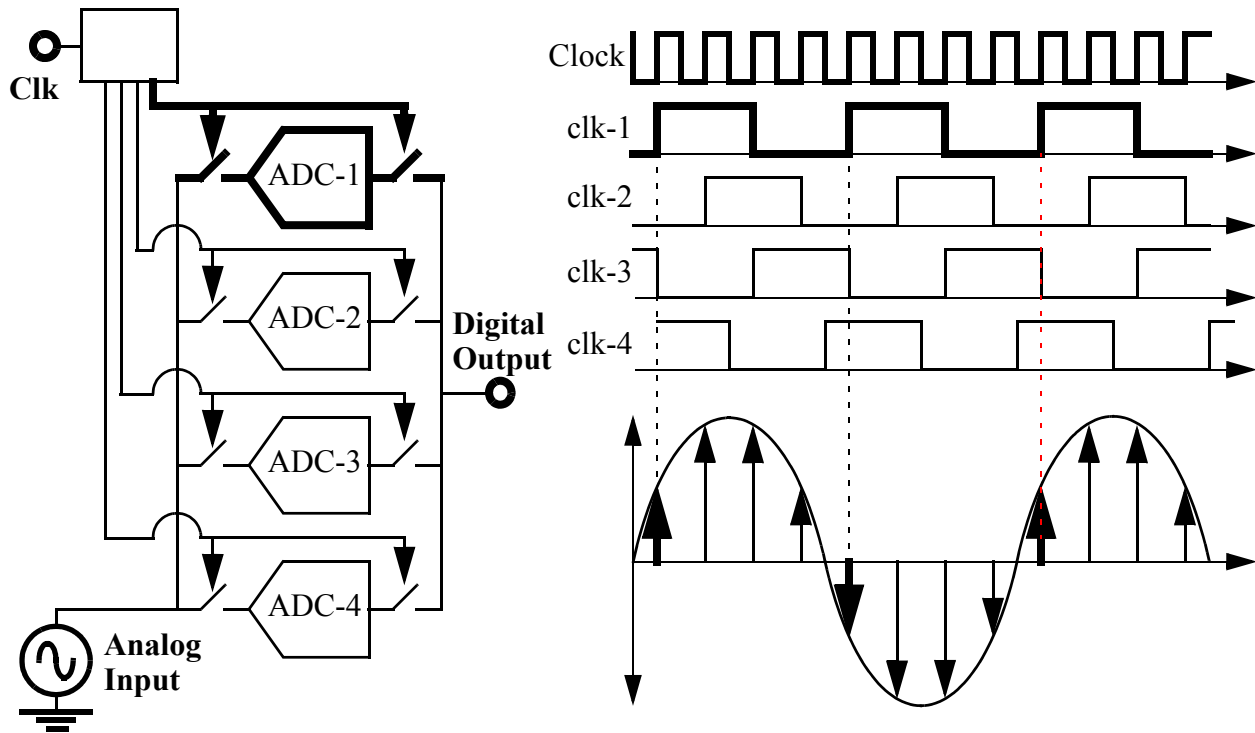 Clk
ADC-1
ADC-2
ADC-3
ADC-4
Digital
Output
Analog
Input
Clock
clk-1
clk-2
clk-3
clk-4